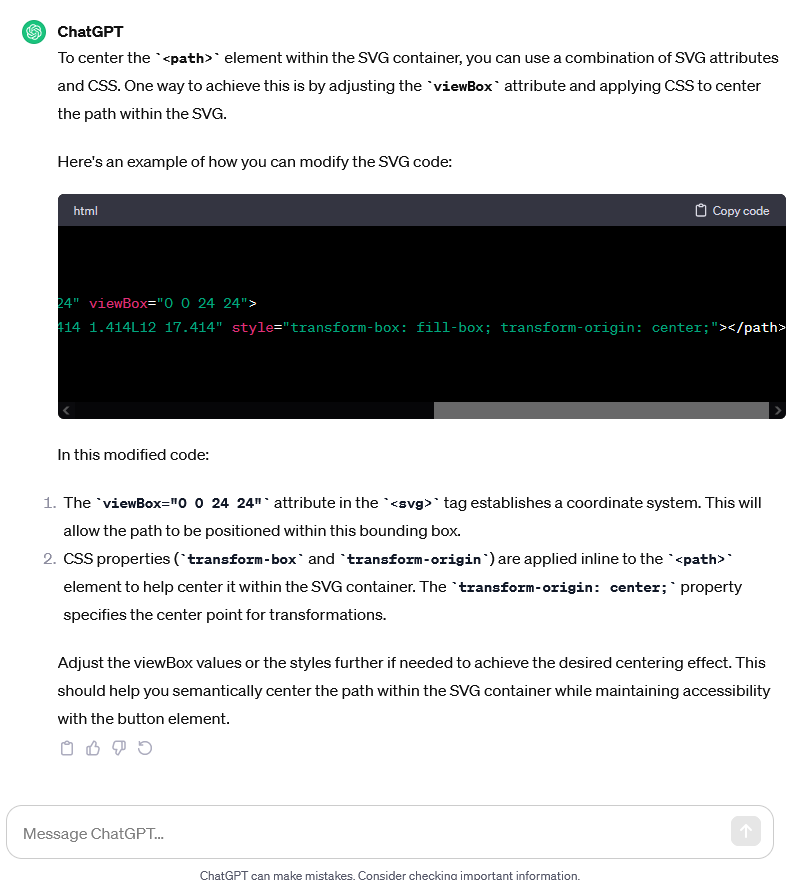 ChatGPT
To center the `<path>` element within the SVG container, you can use a combination of SVG attributes
and CSS. One way to achieve this is by adjusting the `viewBox` attribute and applying CSS to center
the path within the SVG.
Here's an example of how you can modify the SVG code:
html
Copy code
24" viewBox="0 0 24 24">
414 1.414L12 17.414" style="transform-box: fill-box; transform-origin: center;"></path>
In this modified code:
1. The `viewBox="0 0 24 24"` attribute in the `<svg>` tag establishes a coordinate system. This will
allow the path to be positioned within this bounding box.
2. CSS properties (`transform-box` and `transform-origin`) are applied inline to the `<path>`
element to help center it within the SVG container. The `transform-origin: center;` property
specifies the center point for transformations.
Adjust the viewBox values or the styles further if needed to achieve the desired centering effect. This
should help you semantically center the path within the SVG container while maintaining accessibility
with the button element.
Message ChatGPT...
ChatGPT can make mistakes. Consider checking important information.